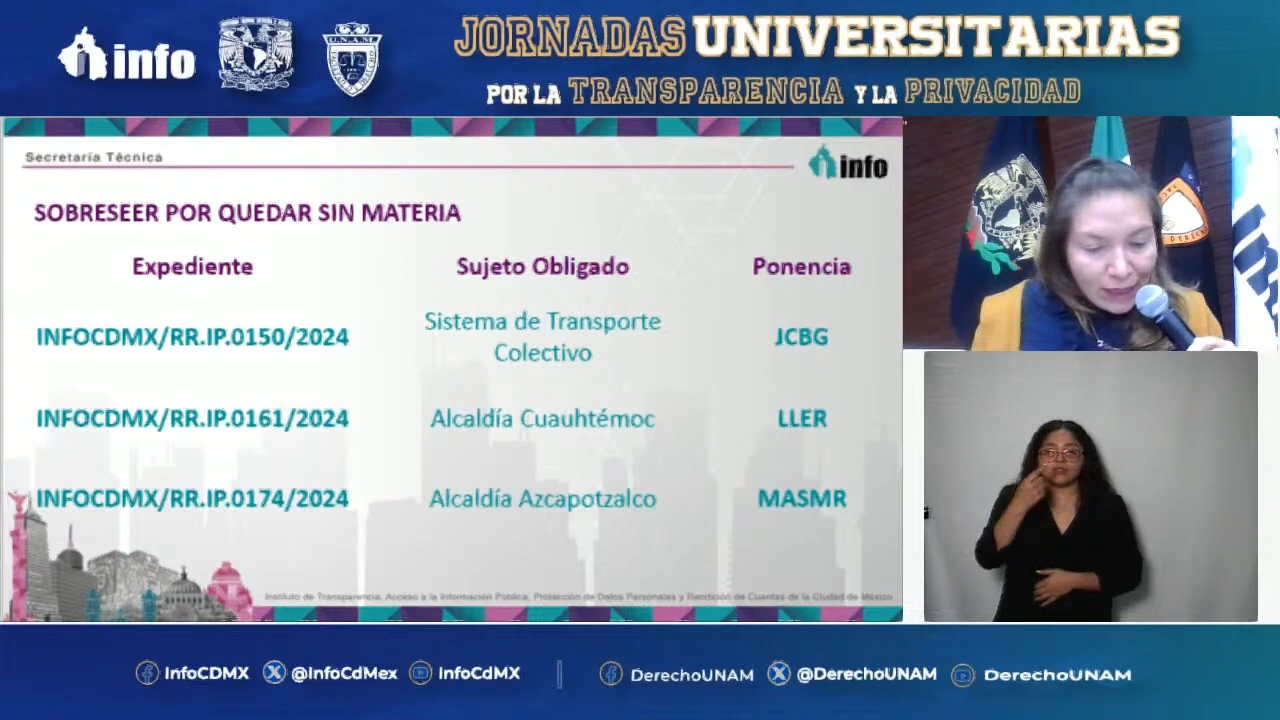 info
JORNADAS UNIVERSITARIAS
POR LA TRANSPARENCIA Y LA PRIVACIDAD
Secretaría Técnica
info
SOBRESEER POR QUEDAR SIN MATERIA
Expediente Sujeto Obligado Ponencia
INFOCDMX/RR.IP.0150/2024 Sistema de Transporte Colectivo JCBG
INFOCDMX/RR.IP.0161/2024 Alcaldía Cuauhtémoc LLER
INFOCDMX/RR.IP.0174/2024 Alcaldía Azcapotzalco MASMR
Instituto de Transparencia, Acceso a la Información Pública, Protección de Datos Personales y Rendición de Cuentas de la Ciudad de México
InfoCDMX @InfoCdMex InfoCdMX DerechoUNAM @DerechoUNAM DerechoUNAM